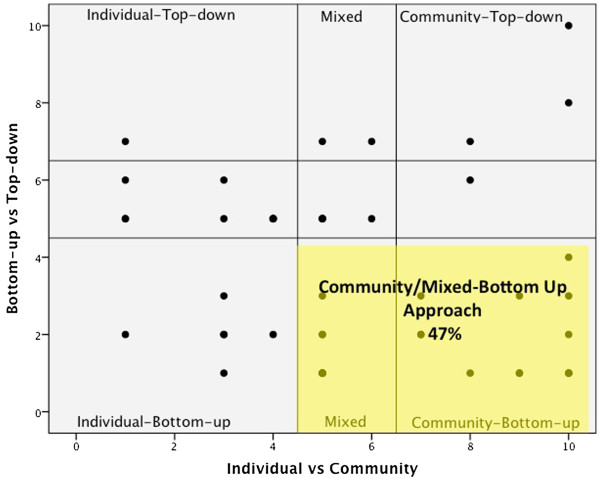 Individual-Top-down
Mixed
Community-Top-down
10
8
6
4
2
0
Bottom-up vs Top-down
Community/Mixed-Bottom Up
Approach
47%
Individual-Bottom-up
Mixed
Community-Bottom-up
0
2
4
6
8
10
Individual vs Community